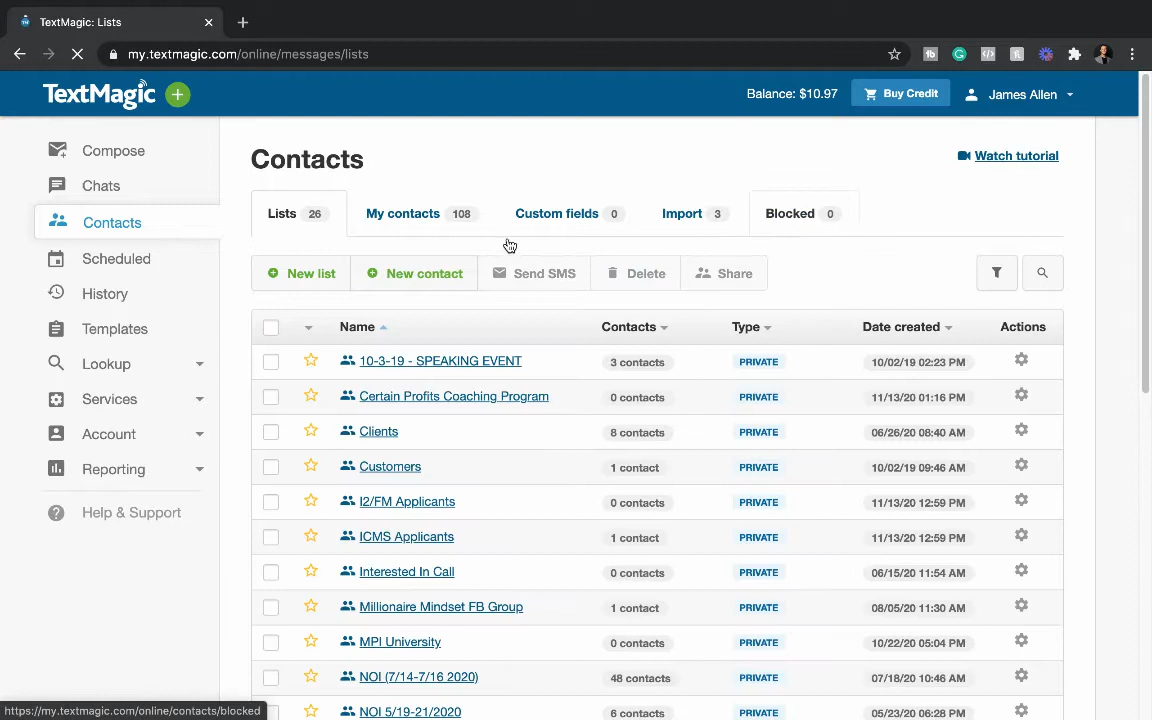 TextMagic: Lists
my.textmagic.com/online/messages/lists
TextMagic
Balance: $10.97
Buy Credit
James Allen
Compose
Chats
Contacts
Scheduled
History
Templates
Lookup
Services
Account
Reporting
Help & Support
Contacts
Watch tutorial
Lists 26 My contacts 108 Custom fields 0 Import 3 Blocked 0
New list New contact Send SMS Delete Share
Name Contacts Type Date created Actions
10-3-19 - SPEAKING EVENT 3 contacts PRIVATE 10/02/19 02:23 PM
Certain Profits Coaching Program 0 contacts PRIVATE 11/13/20 01:16 PM
Clients 8 contacts PRIVATE 06/26/20 08:40 AM
Customers 1 contact PRIVATE 10/02/19 09:46 AM
I2/FM Applicants 0 contacts PRIVATE 11/13/20 12:59 PM
ICMS Applicants 1 contact PRIVATE 11/13/20 12:59 PM
Interested In Call 0 contacts PRIVATE 06/15/20 11:54 AM
Millionaire Mindset FB Group 1 contact PRIVATE 08/05/20 11:30 AM
MPI University 0 contacts PRIVATE 10/22/20 05:04 PM
NOI (7/14-7/16 2020) 48 contacts PRIVATE 07/18/20 10:46 AM
NOI 5/19-21/2020 6 contacts PRIVATE 05/23/20 06:28 PM
https://my.textmagic.com/online/contacts/blocked